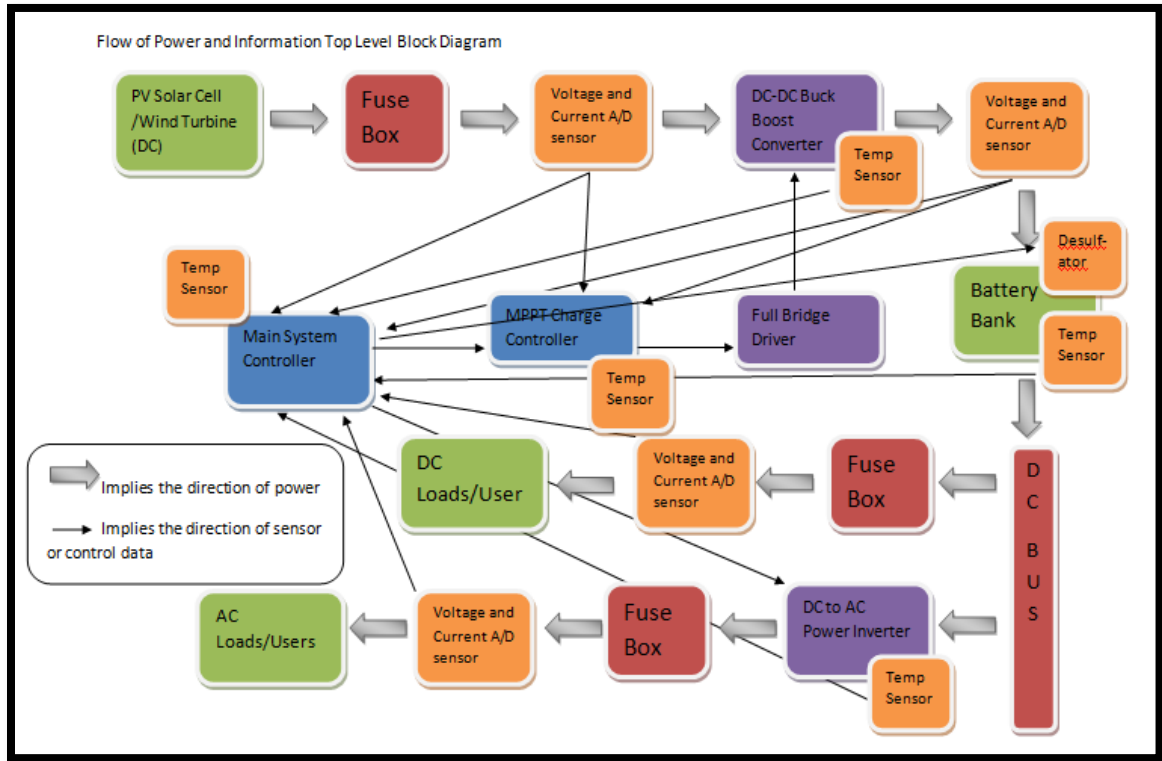 Flow of Power and Information Top Level Block Diagram
PV Solar Cell
/Wind Turbine
(DC)
Fuse
Box
Voltage and
Current A/D
sensor
DC-DC Buck
Boost
Converter
Temp
Sensor
Voltage and
Current A/D
sensor
Temp
Sensor
Desulf-
ator
Battery
Bank
Temp
Sensor
Main System
Controller
MPPT Charge
Controller
Temp
Sensor
Full Bridge
Driver
Implies the direction of power
Implies the direction of sensor
or control data
DC
Loads/User
Voltage and
Current A/D
sensor
Fuse
Box
D
C
B
U
S
AC
Loads/Users
Voltage and
Current A/D
sensor
Fuse
Box
DC to AC
Power Inverter
Temp
Sensor